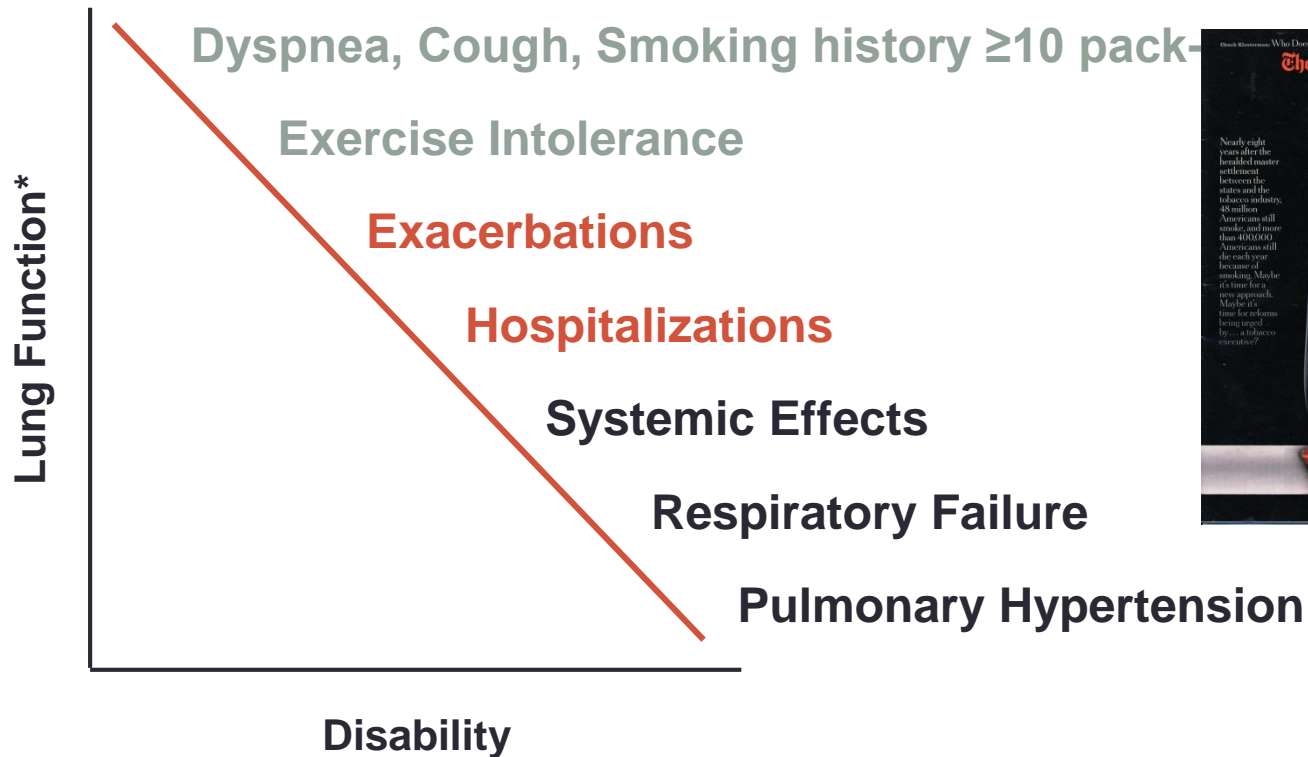 Dyspnea, Cough, Smoking history ≥10 pack-
Exercise Intolerance
Exacerbations
Hospitalizations
Systemic Effects
Respiratory Failure
Pulmonary Hypertension
Lung Function*
Disability
Chuck Klosterman: Who
Nearly eight
years after the
heralded master
settlement
between the
states and the
tobacco industry,
48 million
Americans still
smoke, and more
than 400,000
Americans still
die each year
because of
smoking. Maybe
it's time for a
new approach.
Maybe it's
time for reforms
being urged
by... a tobacco
executive?